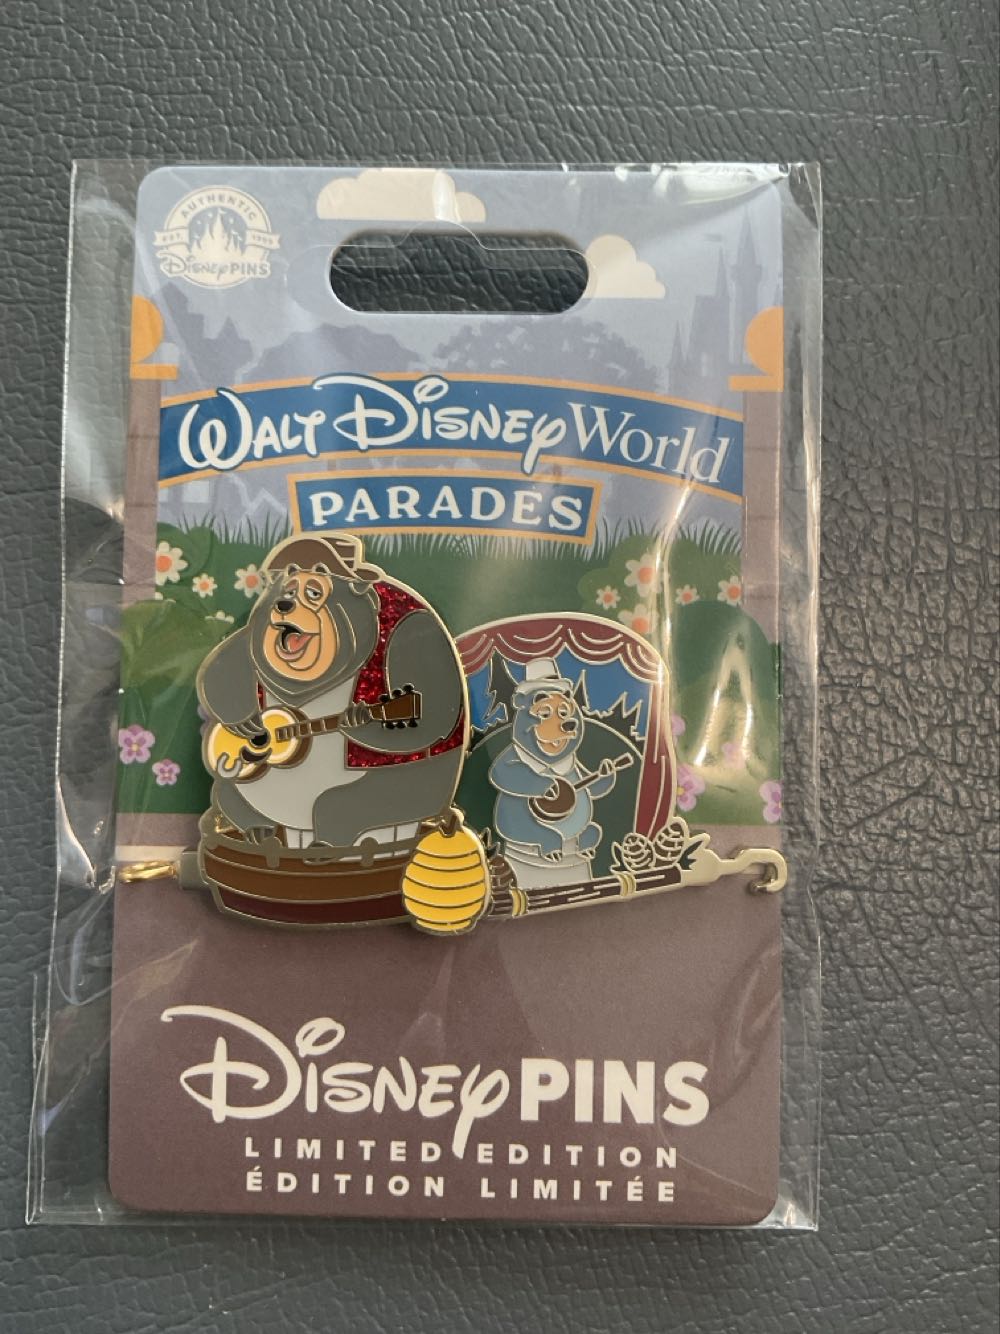 AUTHENTIC
EST. 1999
DISNEY PINS
WALT DISNEY World
PARADES
DISNEY PINS
LIMITED EDITION
ÉDITION LIMITÉE